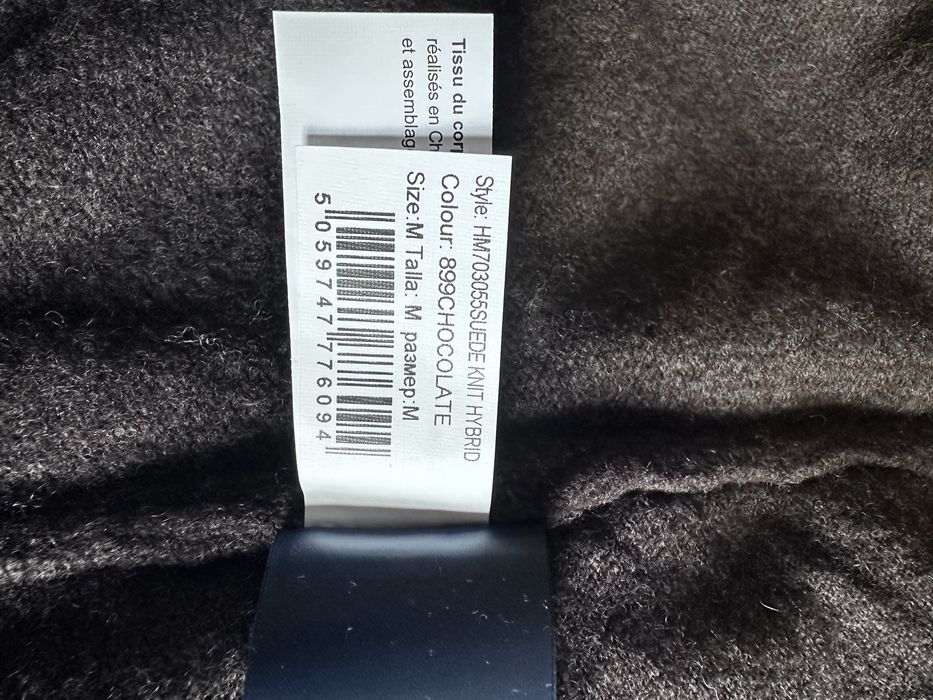 Tissu du corp
réalisés en Ch
et assemblag
Style: HM703055SUEDE KNIT HYBRID
Colour: 899CHOCOLATE
Size:M Talla: M размер:M
5 059747 776094